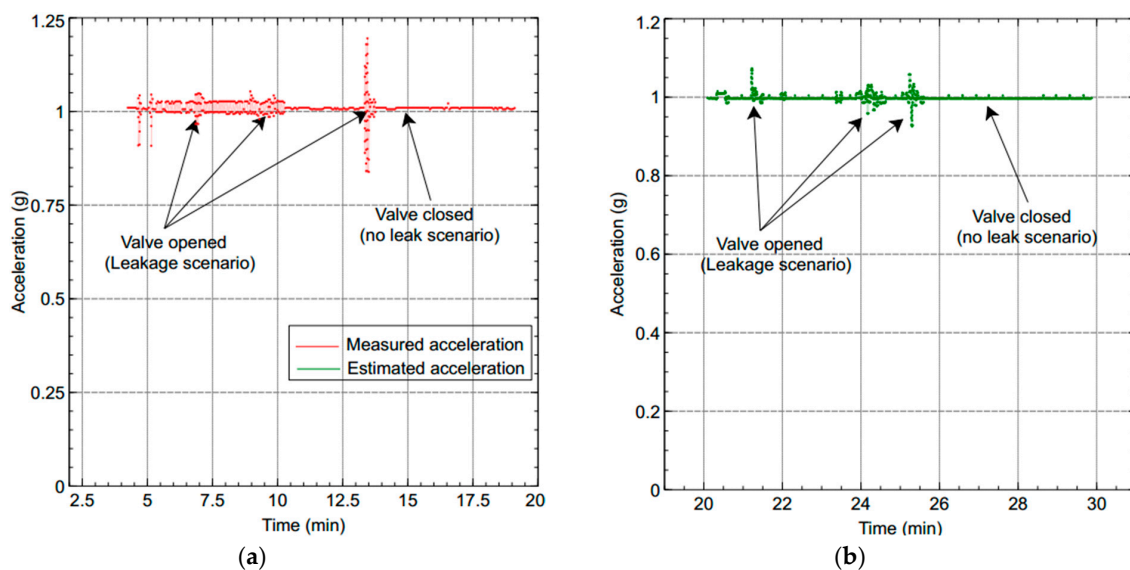 1.25
1
0.75
0.5
0.25
0
Acceleration (g)
Valve opened
(Leakage scenario)
Valve closed
(no leak scenario)
Measured acceleration
Estimated acceleration
2.5 5 7.5 10 12.5 15 17.5 20
Time (min)
(a)
1.2
1
0.8
0.6
0.4
0.2
0
Acceleration (g)
Valve opened
(Leakage scenario)
Valve closed
(no leak scenario)
20 22 24 26 28 30
Time (min)
(b)